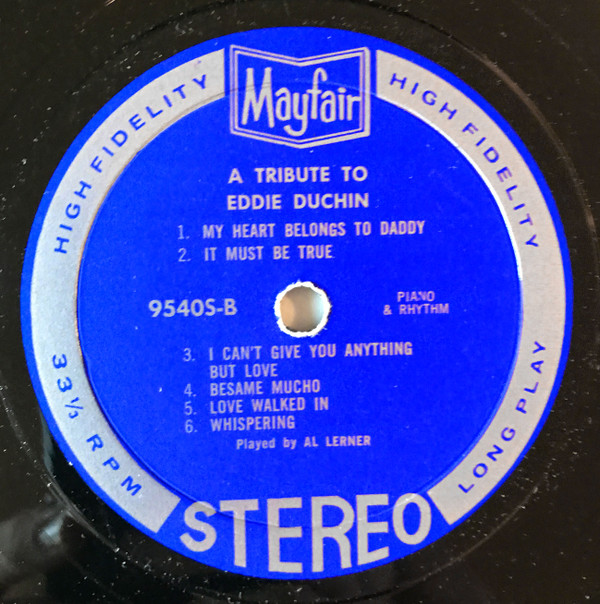 Mayfair
HIGH FIDELITY
HIGH FIDELITY
A TRIBUTE TO
EDDIE DUCHIN
1. MY HEART BELONGS TO DADDY
2. IT MUST BE TRUE
9540S-B
PIANO
& RHYTHM
3. I CAN'T GIVE YOU ANYTHING
BUT LOVE
4. BESAME MUCHO
5. LOVE WALKED IN
6. WHISPERING
Played by AL LERNER
33⅓ RPM
LONG PLAY
STEREO